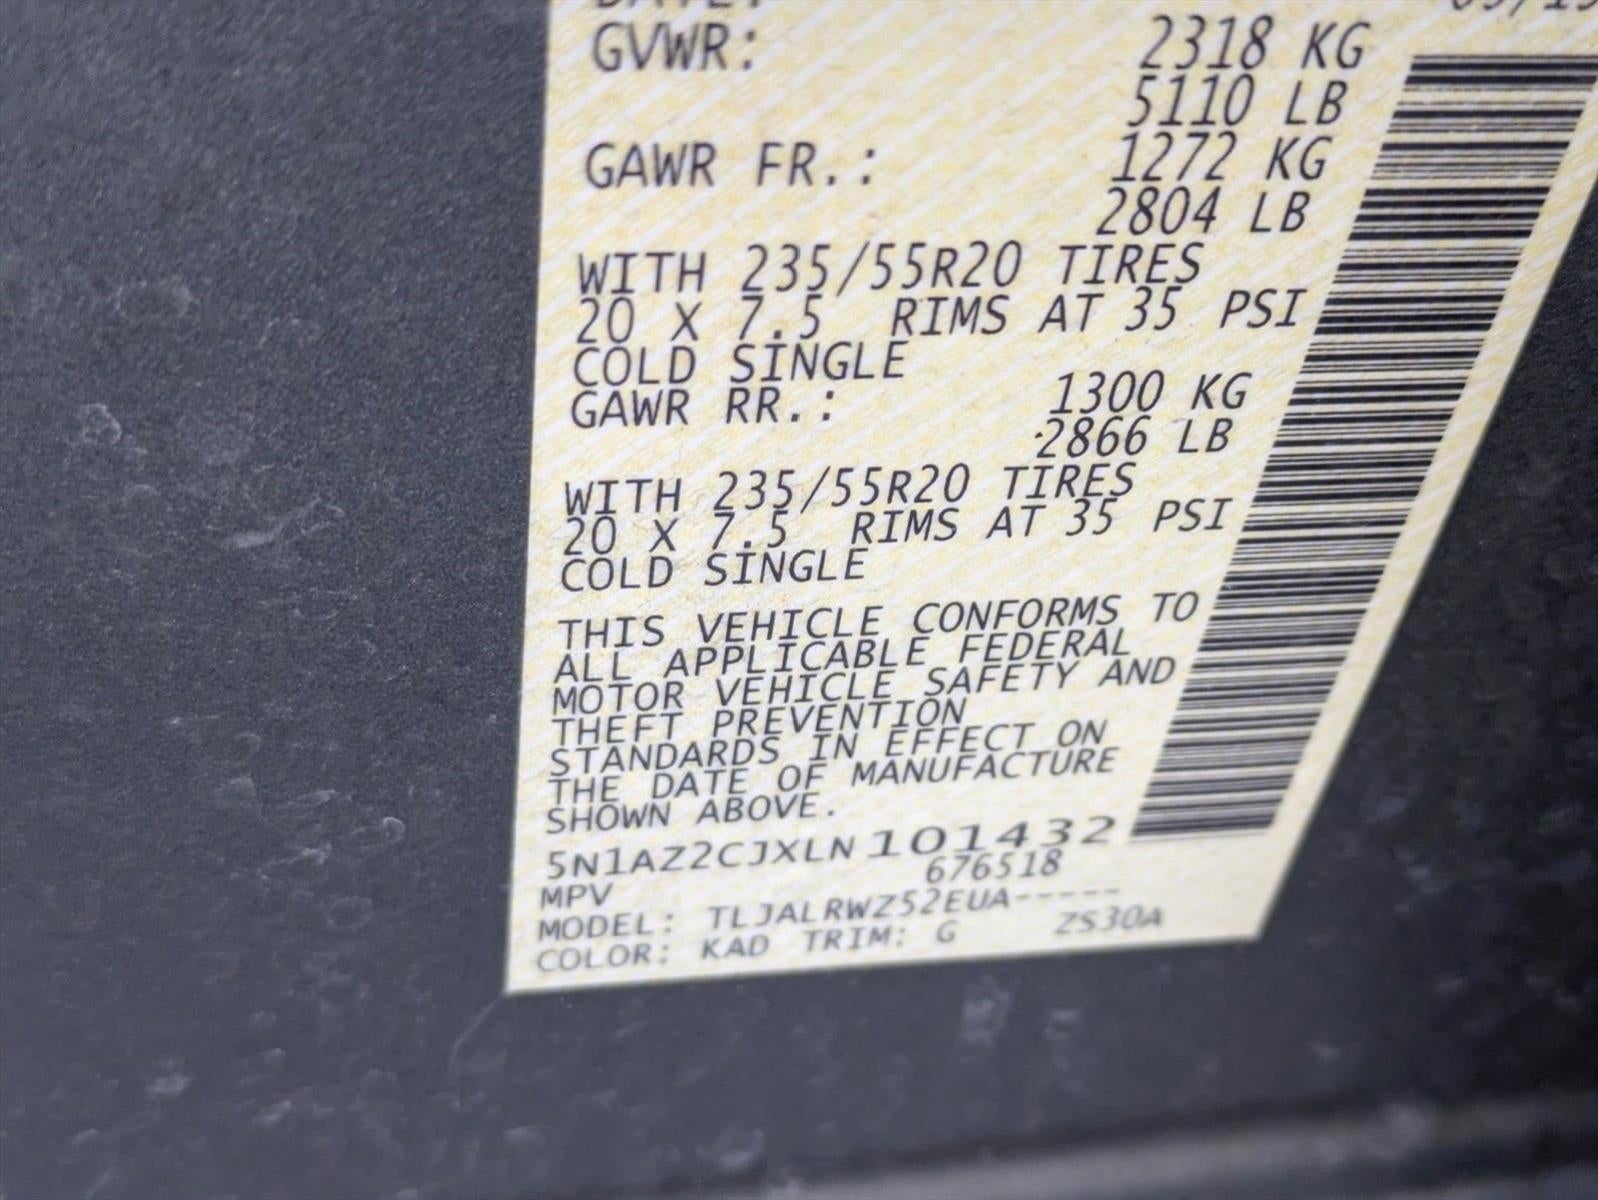 DATE:
GVWR: 2318 KG
5110 LB
GAWR FR.: 1272 KG
2804 LB
WITH 235/55R20 TIRES
20 X 7.5 RIMS AT 35 PSI
COLD SINGLE
GAWR RR.: 1300 KG
2866 LB
WITH 235/55R20 TIRES
20 X 7.5 RIMS AT 35 PSI
COLD SINGLE
THIS VEHICLE CONFORMS TO
ALL APPLICABLE FEDERAL
MOTOR VEHICLE SAFETY AND
THEFT PREVENTION
STANDARDS IN EFFECT ON
THE DATE OF MANUFACTURE
SHOWN ABOVE.
5N1AZ2CJXLN101432
676518
MPV
MODEL: TLJALRWZ52EUA-----
COLOR: KAD TRIM: G ZS30A